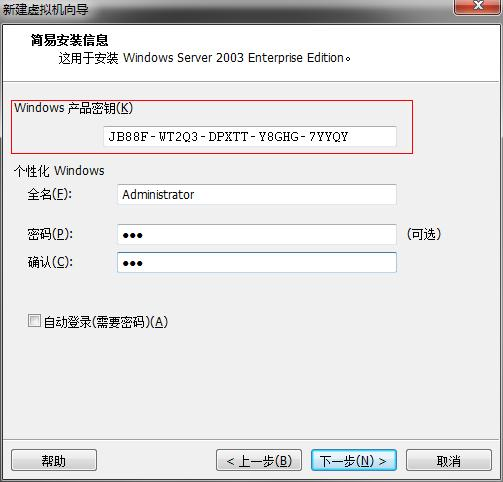 新建虚拟机向导
简易安装信息
这用于安装 Windows Server 2003 Enterprise Edition。
Windows 产品密钥(K)
JB88F-WT2Q3-DPXTT-Y8GHG-7YYQY
个性化 Windows
全名(F): Administrator
密码(P): ●●● (可选)
确认(C): ●●●
自动登录(需要密码)(A)
帮助 < 上一步(B) 下一步(N) > 取消